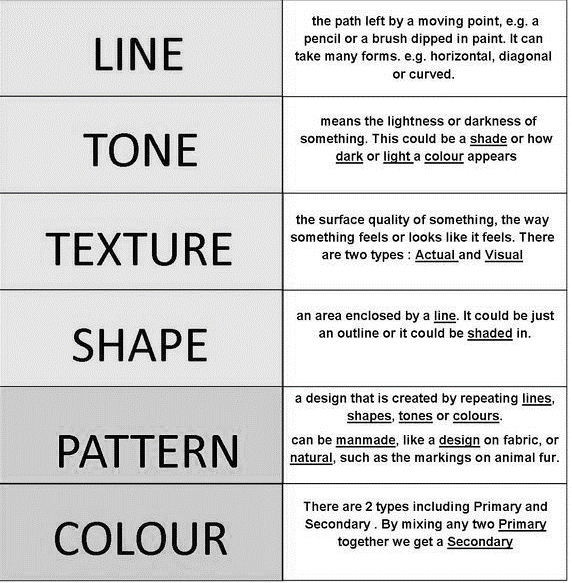 LINE
the path left by a moving point, e.g. a
pencil or a brush dipped in paint. It can
take many forms. e.g. horizontal, diagonal
or curved.
TONE
means the lightness or darkness of
something. This could be a shade or how
dark or light a colour appears
TEXTURE
the surface quality of something, the way
something feels or looks like it feels. There
are two types : Actual and Visual
SHAPE
an area enclosed by a line. It could be just
an outline or it could be shaded in.
PATTERN
a design that is created by repeating lines,
shapes, tones or colours.
can be manmade, like a design on fabric, or
natural, such as the markings on animal fur.
COLOUR
There are 2 types including Primary and
Secondary . By mixing any two Primary
together we get a Secondary